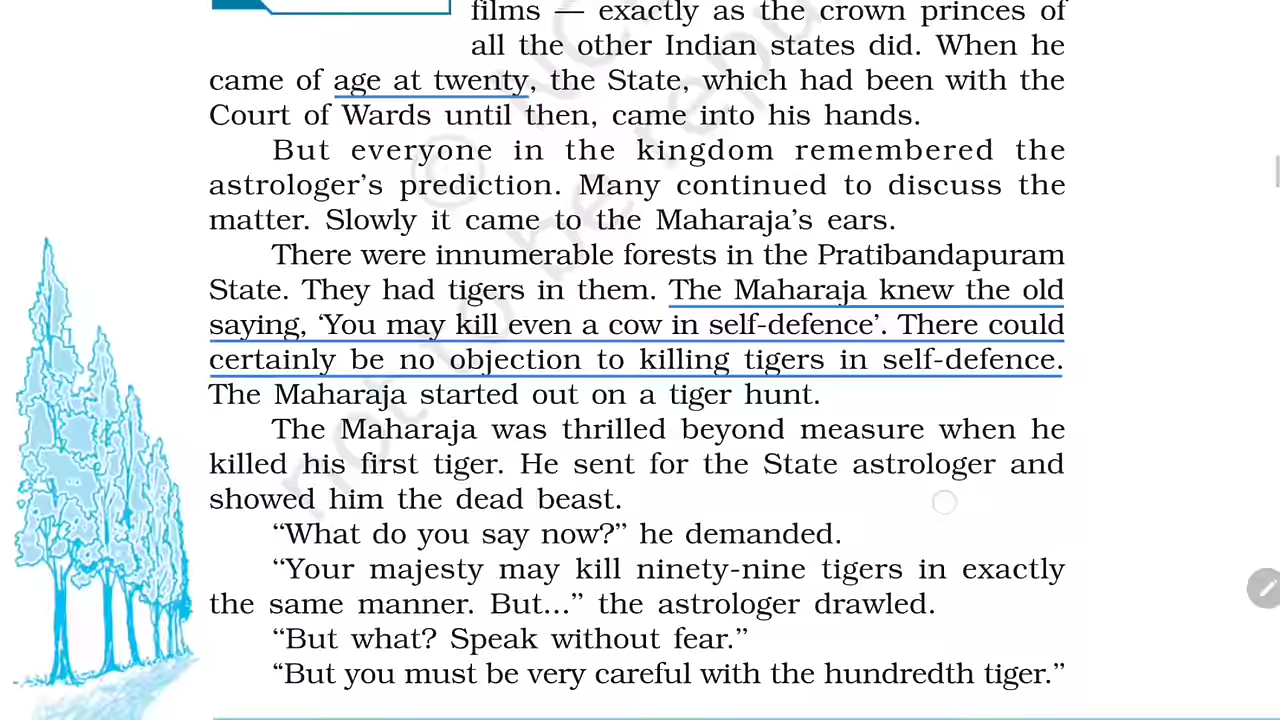 films — exactly as the crown princes of
all the other Indian states did. When he
came of age at twenty, the State, which had been with the
Court of Wards until then, came into his hands.
But everyone in the kingdom remembered the
astrologer's prediction. Many continued to discuss the
matter. Slowly it came to the Maharaja's ears.
There were innumerable forests in the Pratibandapuram
State. They had tigers in them. The Maharaja knew the old
saying, ‘You may kill even a cow in self-defence’. There could
certainly be no objection to killing tigers in self-defence.
The Maharaja started out on a tiger hunt.
The Maharaja was thrilled beyond measure when he
killed his first tiger. He sent for the State astrologer and
showed him the dead beast.
“What do you say now?” he demanded.
“Your majesty may kill ninety-nine tigers in exactly
the same manner. But...” the astrologer drawled.
“But what? Speak without fear.”
“But you must be very careful with the hundredth tiger.”
not to be repu
© NC